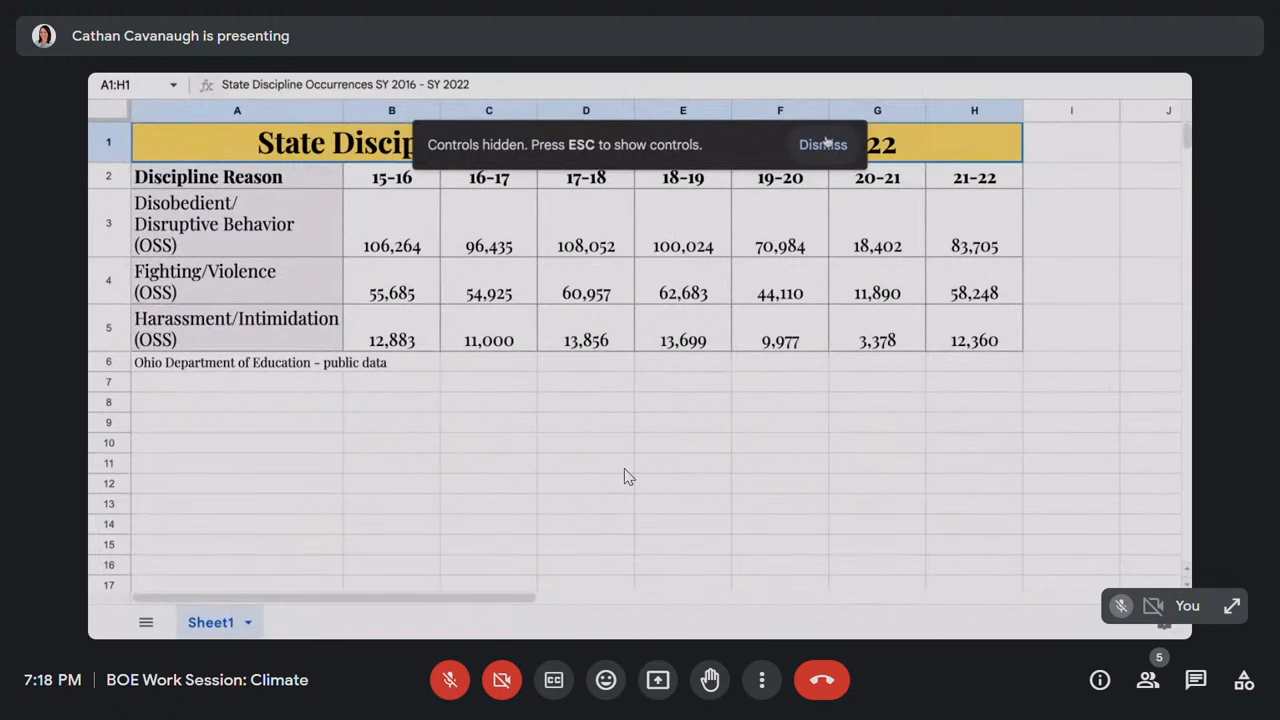 Cathan Cavanaugh is presenting
A1:H1 fx State Discipline Occurrences SY 2016 - SY 2022
A B C D E F G H I J
1 State Discip 22
Controls hidden. Press ESC to show controls. Dismiss
2 Discipline Reason 15-16 16-17 17-18 18-19 19-20 20-21 21-22
Disobedient/
3 Disruptive Behavior
(OSS) 106,264 96,435 108,052 100,024 70,984 18,402 83,705
Fighting/Violence
4 (OSS) 55,685 54,925 60,957 62,683 44,110 11,890 58,248
Harassment/Intimidation
5 (OSS) 12,883 11,000 13,856 13,699 9,977 3,378 12,360
6 Ohio Department of Education - public data
7
8
9
10
11
12
13
14
15
16
17
You
Sheet1
5
7:18 PM | BOE Work Session: Climate